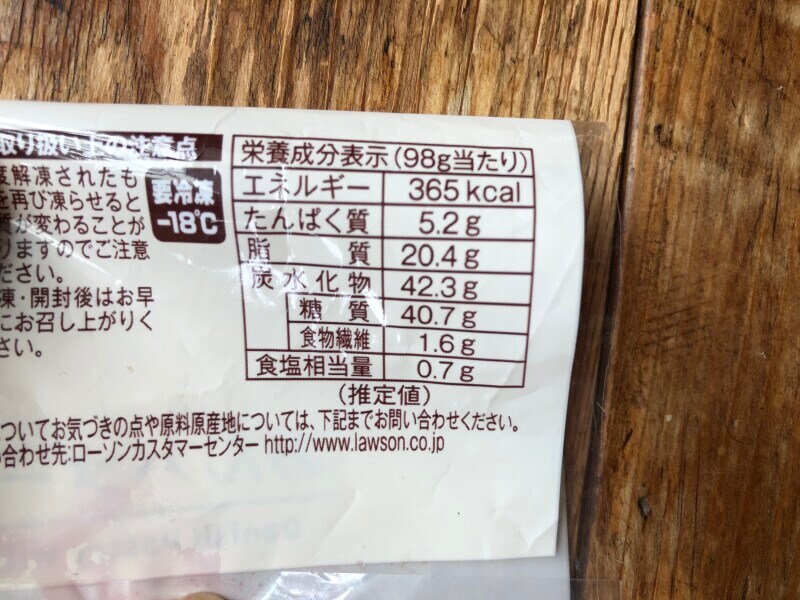 取り扱い上の注意点
度解凍されたも
を再び凍らせると
質が変わることが
りますのでご注意
ださい。
凍・開封後はお早
にお召し上がりく
さい。
要冷凍
-18℃
栄養成分表示(98g当たり)
エネルギー 365kcal
たんぱく質 5.2g
脂質 20.4g
炭水化物 42.3g
糖質 40.7g
食物繊維 1.6g
食塩相当量 0.7g
(推定値)
ついてお気づきの点や原料原産地については、下記までお問い合わせください。
い合わせ先:ローソンカスタマーセンター http://www.lawson.co.jp